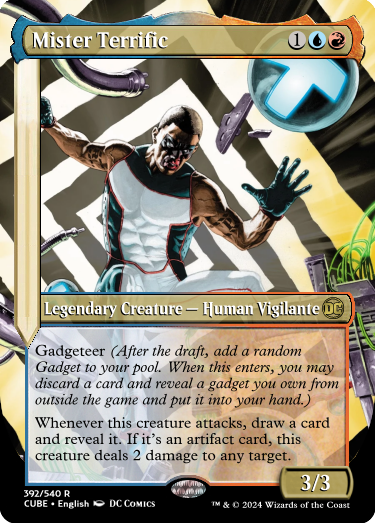 Mister Terrific 1
Legendary Creature — Human Vigilante DC
Gadgeteer (After the draft, add a random
Gadget to your pool. When this enters, you may
discard a card and reveal a gadget you own from
outside the game and put it into your hand.)
Whenever this creature attacks, draw a card
and reveal it. If it's an artifact card, this
creature deals 2 damage to any target.
3/3
392/540 R
CUBE • English DC COMICS
™ & © 2024 Wizards of the Coast